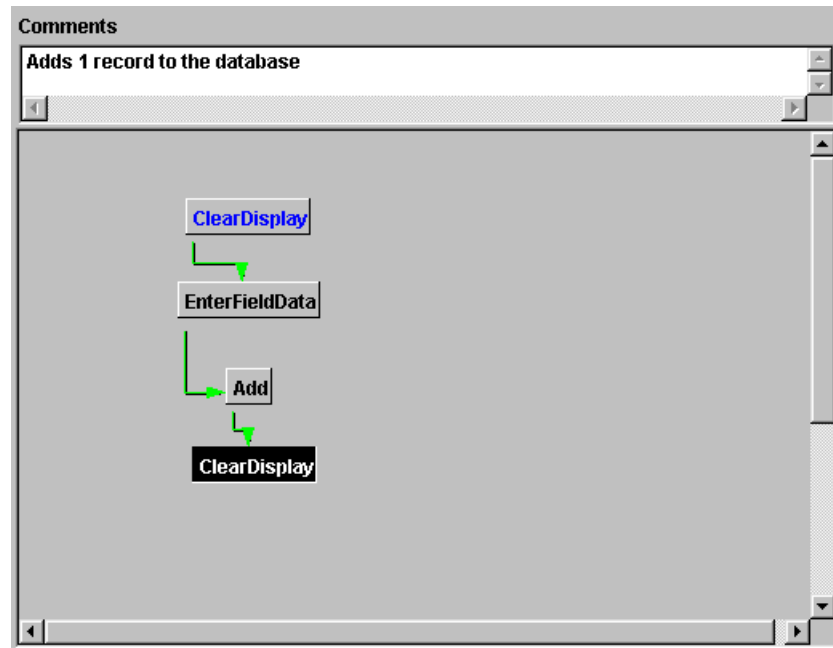 Comments
Adds 1 record to the database
ClearDisplay
EnterFieldData
Add
ClearDisplay